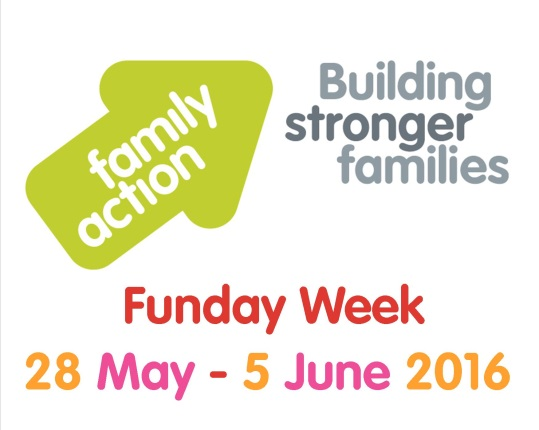 family
action
Building
stronger
families
Funday Week
28 May - 5 June 2016